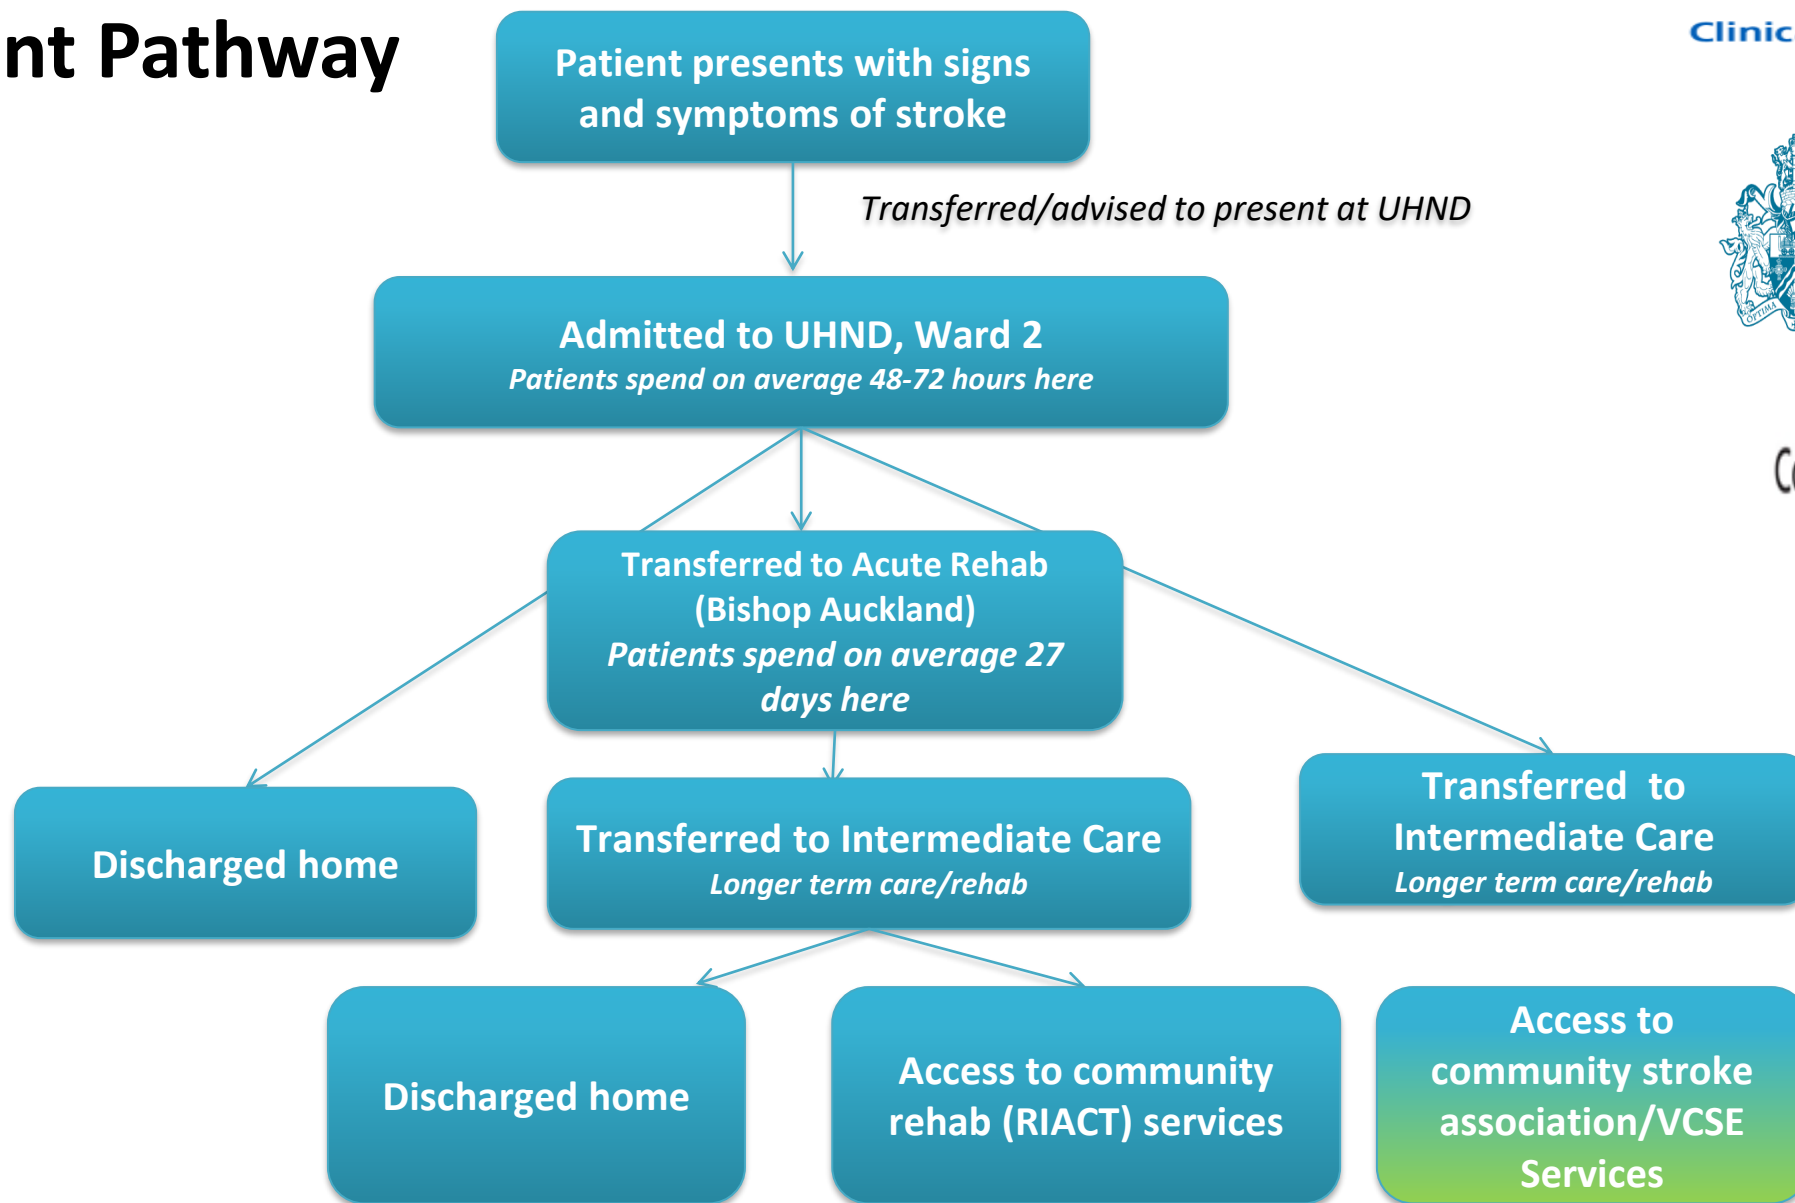 nt Pathway
Clinic
Patient presents with signs
and symptoms of stroke
Transferred/advised to present at UHND
OPTIMA
Admitted to UHND, Ward 2
Patients spend on average 48-72 hours here
Transferred to Acute Rehab
(Bishop Auckland)
Patients spend on average 27
days here
Discharged home
Transferred to Intermediate Care
Longer term care/rehab
Transferred to
Intermediate Care
Longer term care/rehab
Discharged home
Access to community
rehab (RIACT) services
Access to
community stroke
association/VCSE
Services